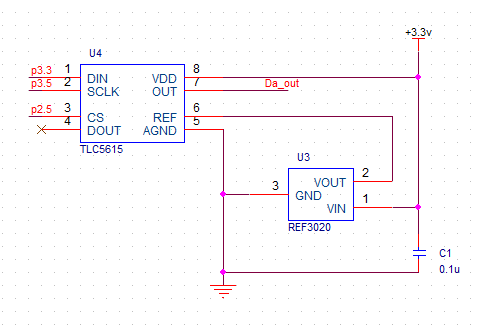 +3.3v
U4
p3.3 1 DIN VDD 8
p3.5 2 SCLK OUT 7 Da_out
p2.5 3 CS REF 6
4 DOUT AGND 5
TLC5615
U3
VOUT 2
3 GND
VIN 1
REF3020
C1
0.1u